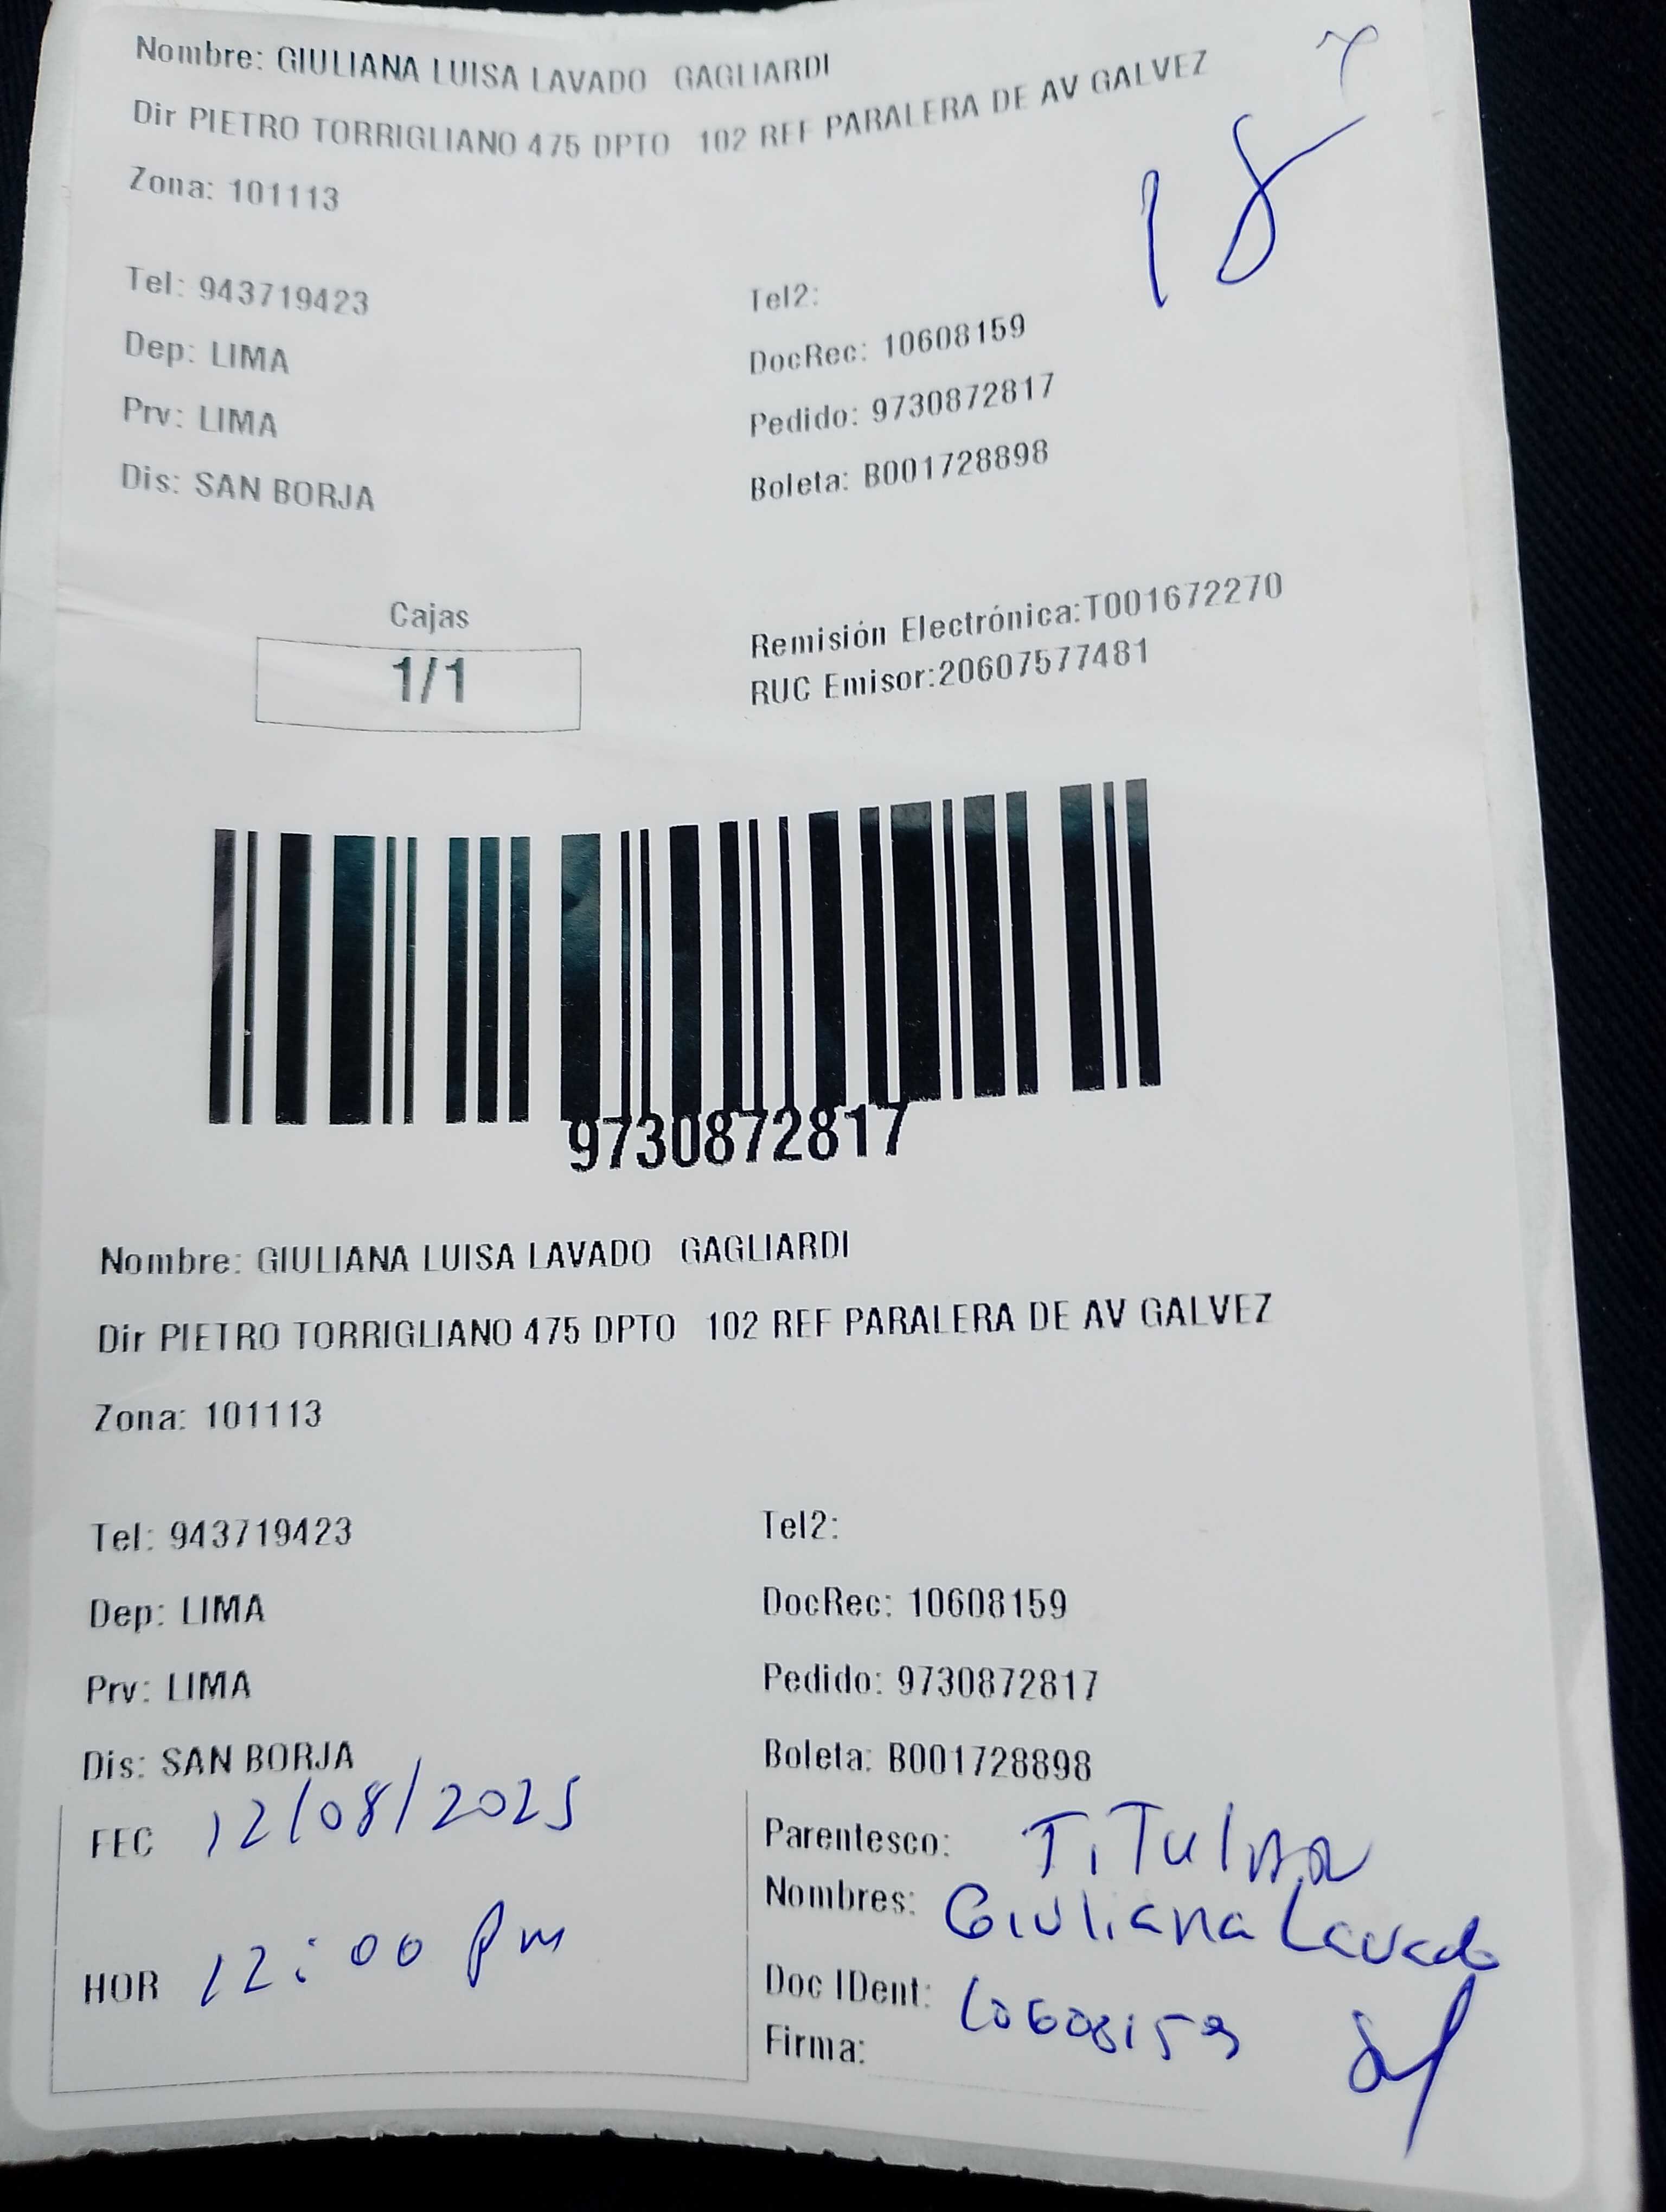 Nombre: GIULIANA LUISA LAVADO GAGLIARDI
Dir PIETRO TORRIGLIANO 475 DPTO 102 REF PARALERA DE AV GALVEZ
Zona: 101113
18
Tel: 943719423
Tel2:
Dep: LIMA
DocRec: 10608159
Prv: LIMA
Pedido: 9730872817
Dis: SAN BORJA
Boleta: B001728898
Cajas
1/1
Remisión Electrónica:T001672270
RUC Emisor:20607577481
9730872817
Nombre: GIULIANA LUISA LAVADO GAGLIARDI
Dir PIETRO TORRIGLIANO 475 DPTO 102 REF PARALERA DE AV GALVEZ
Zona: 101113
Tel: 943719423
Tel2:
Dep: LIMA
DocRec: 10608159
Prv: LIMA
Pedido: 9730872817
Dis: SAN BORJA
Boleta: B001728898
FEC 12/08/2025
Parentesco: TiTulAR
Nombres: Giuliana Lavado
HOR 12:00 pm
Doc IDent: 10608159
Firma: